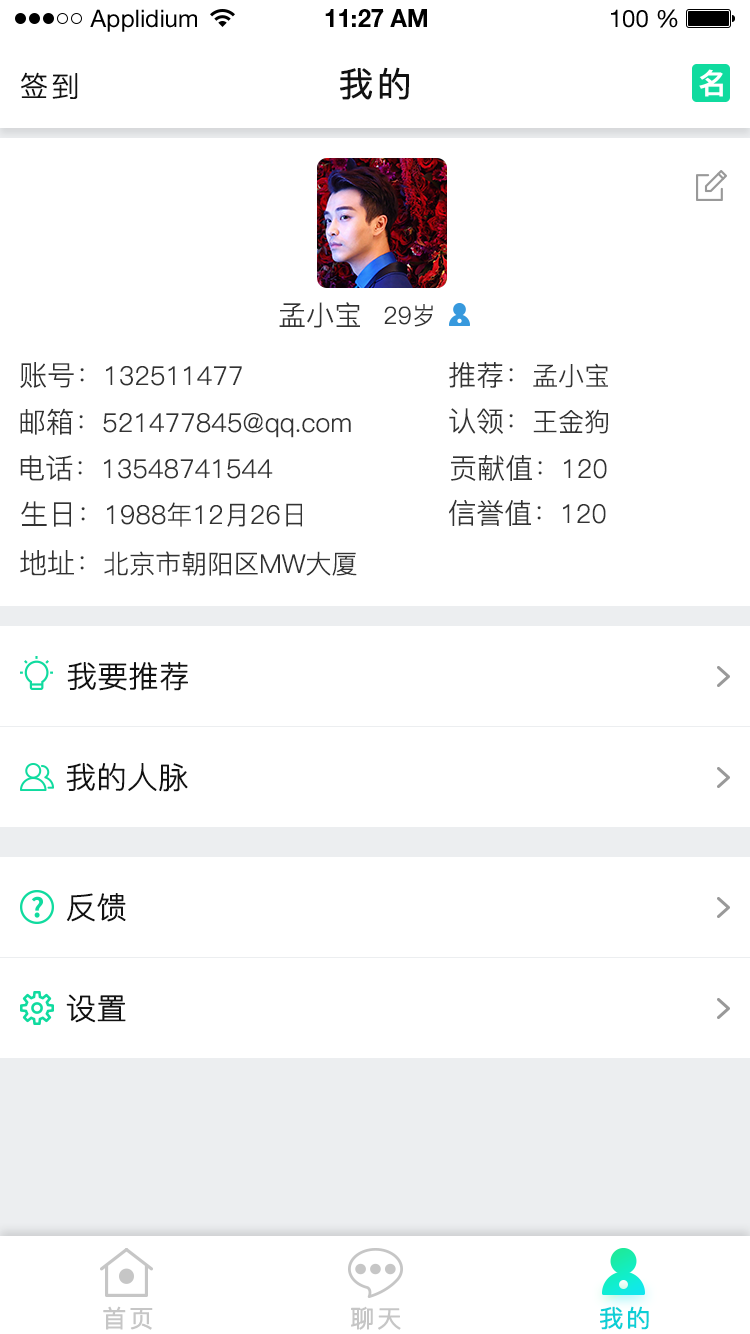 Applidium 11:27 AM 100 %
签到 我的 名
孟小宝 29岁
账号：132511477 推荐：孟小宝
邮箱：521477845@qq.com 认领：王金狗
电话：13548741544 贡献值：120
生日：1988年12月26日 信誉值：120
地址：北京市朝阳区MW大厦
我要推荐
我的人脉
反馈
设置
首页 聊天 我的